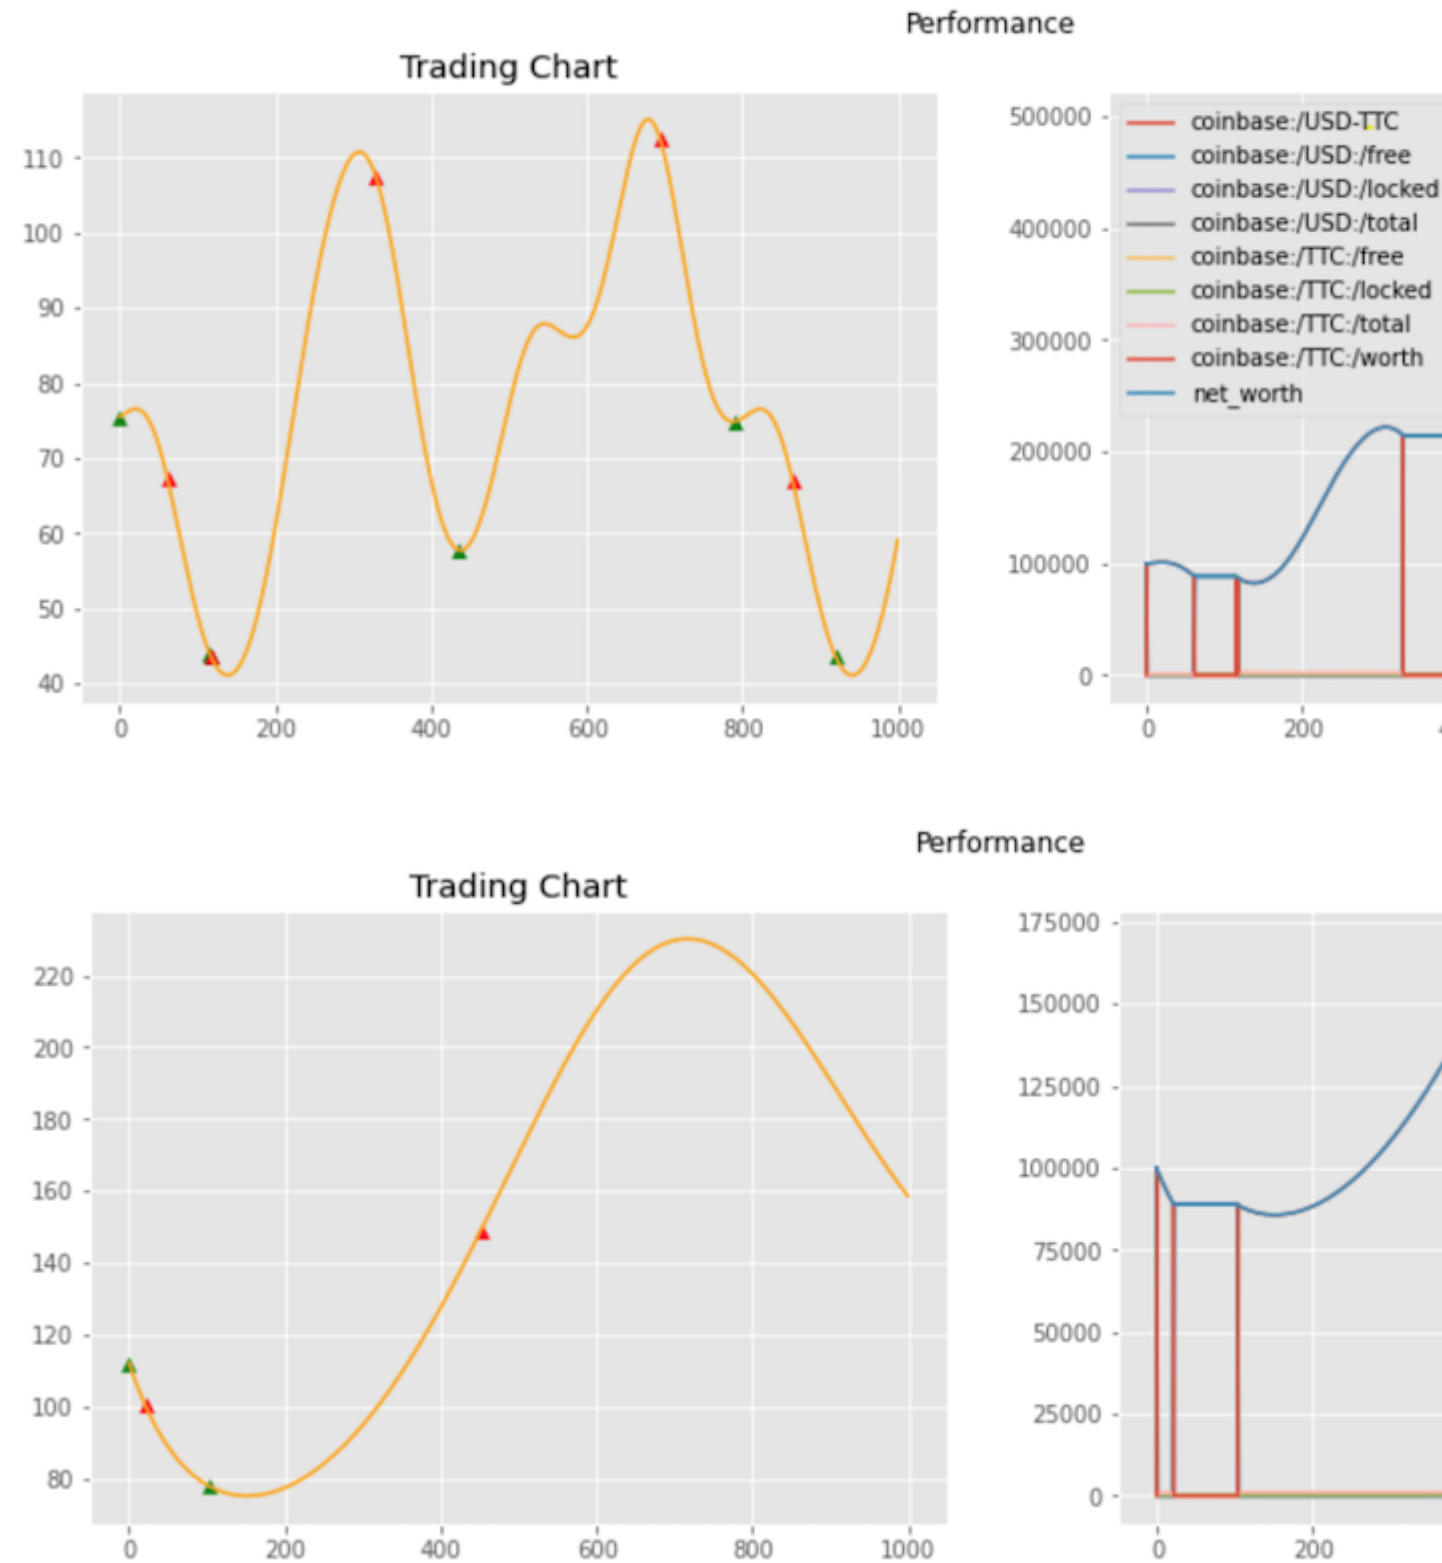 Performance
Trading Chart
110
100
90
80
70
60
50
40
0 200 400 600 800 1000
500000
400000
300000
200000
100000
0
coinbase:/USD-TTC
coinbase:/USD:/free
coinbase:/USD:/locked
coinbase:/USD:/total
coinbase:/TTC:/free
coinbase:/TTC:/locked
coinbase:/TTC:/total
coinbase:/TTC:/worth
net_worth
0 200
Performance
Trading Chart
220
200
180
160
140
120
100
80
0 200 400 600 800 1000
175000
150000
125000
100000
75000
50000
25000
0
0 200